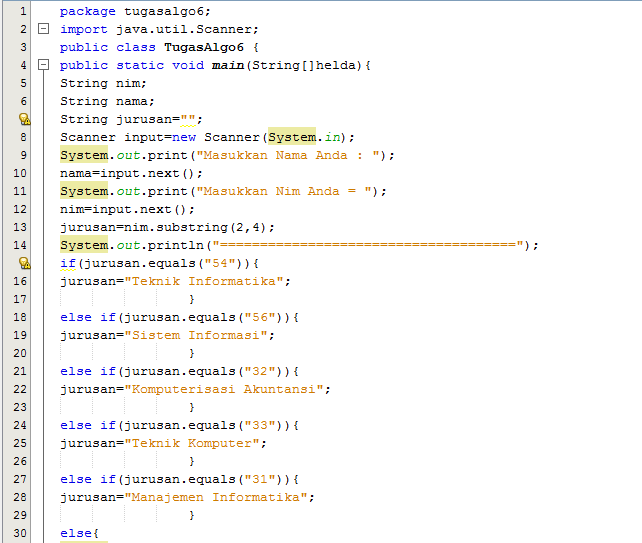 1 package tugasalgo6;
2 import java.util.Scanner;
3 public class TugasAlgo6 {
4 public static void main(String[]helda){
5 String nim;
6 String nama;
String jurusan="";
8 Scanner input=new Scanner(System.in);
9 System.out.print("Masukkan Nama Anda : ");
10 nama=input.next();
11 System.out.print("Masukkan Nim Anda = ");
12 nim=input.next();
13 jurusan=nim.substring(2,4);
14 System.out.println("=====================================");
if(jurusan.equals("54")){
16 jurusan="Teknik Informatika";
17 }
18 else if(jurusan.equals("56")){
19 jurusan="Sistem Informasi";
20 }
21 else if(jurusan.equals("32")){
22 jurusan="Komputerisasi Akuntansi";
23 }
24 else if(jurusan.equals("33")){
25 jurusan="Teknik Komputer";
26 }
27 else if(jurusan.equals("31")){
28 jurusan="Manajemen Informatika";
29 }
30 else{